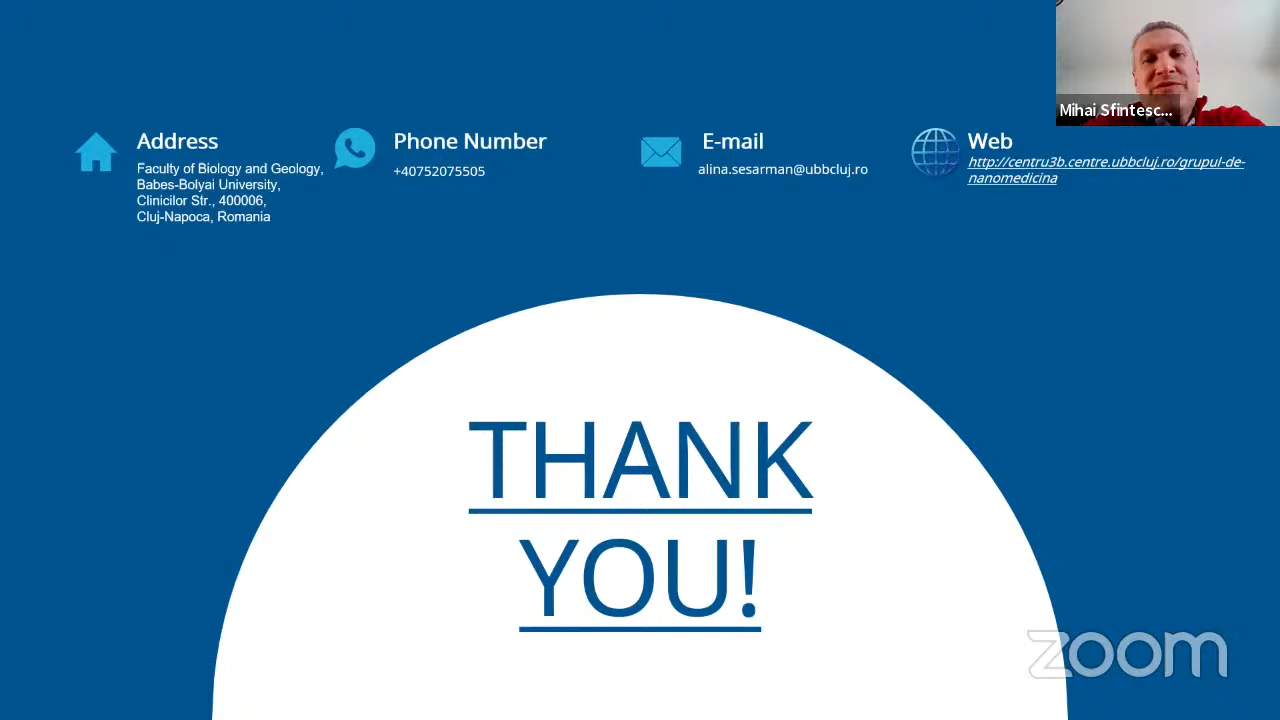 Mihai Sfintesc...
Address
Faculty of Biology and Geology,
Babes-Bolyai University,
Clinicilor Str., 400006,
Cluj-Napoca, Romania
Phone Number
+40752075505
E-mail
alina.sesarman@ubbcluj.ro
Web
http://centru3b.centre.ubbcluj.ro/grupul-de-
nanomedicina
THANK
YOU!
zoom